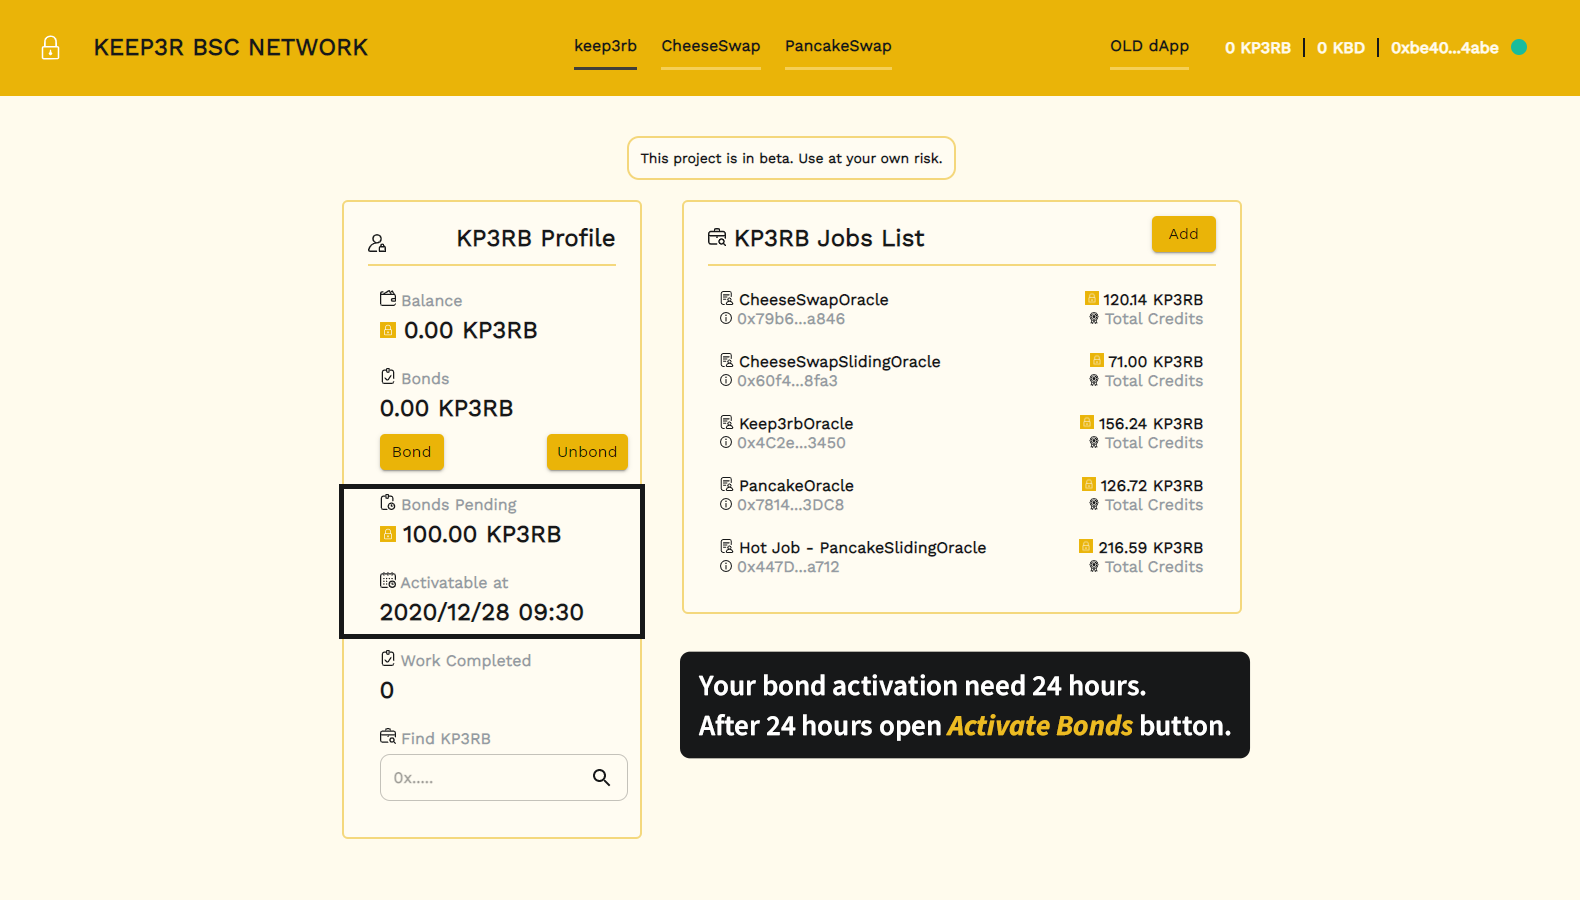 KEEP3R BSC NETWORK
keep3rb
CheeseSwap
PancakeSwap
OLD dApp
0 KP3RB | 0 KBD | 0xbe40...4abe
This project is in beta. Use at your own risk.
KP3RB Profile
Balance
0.00 KP3RB
Bonds
0.00 KP3RB
Bond
Unbond
Bonds Pending
100.00 KP3RB
Activatable at
2020/12/28 09:30
Work Completed
0
Find KP3RB
0x.....
KP3RB Jobs List
Add
CheeseSwapOracle
120.14 KP3RB
0x79b6...a846
Total Credits
CheeseSwapSlidingOracle
71.00 KP3RB
0x60f4...8fa3
Total Credits
Keep3rbOracle
156.24 KP3RB
0x4C2e...3450
Total Credits
PancakeOracle
126.72 KP3RB
0x7814...3DC8
Total Credits
Hot Job - PancakeSlidingOracle
216.59 KP3RB
0x447D...a712
Total Credits
Your bond activation need 24 hours.
After 24 hours open Activate Bonds button.